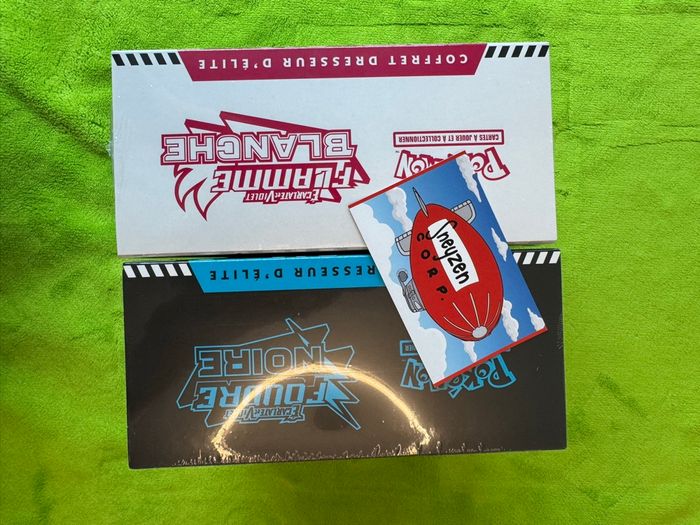 COFFRET DRESSEUR D'ÉLITE
POKÉMON
CARTES À JOUER ET À COLLECTIONNER
ÉCARLATE ET VIOLET
FLAMME
BLANCHE
Sneyzen
CORP.
DRESSEUR D'ÉLITE
POKÉMON
ÉCARLATE ET VIOLET
FOUDRE
NOIRE